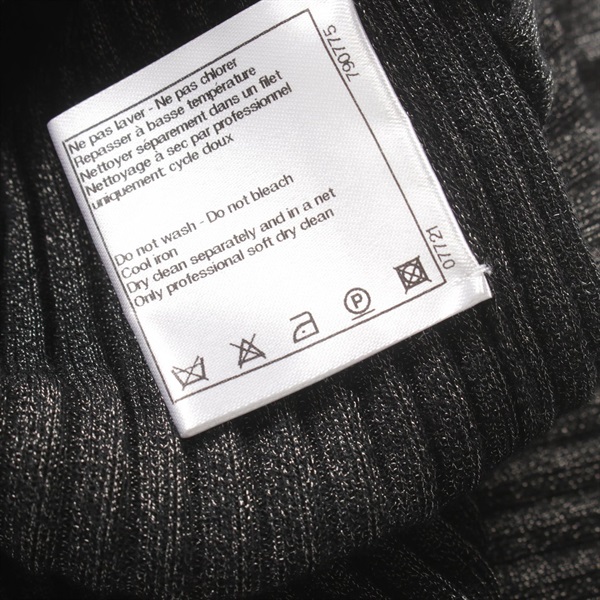 Ne pas laver - Ne pas chlorer
Repasser à basse température
Nettoyer séparement dans un filet
Nettoyage à sec par professionnel
uniquement: cycle doux
Do not wash - Do not bleach
Cool iron
Dry clean separately and in a net
Only professional soft dry clean
P
790775
07721